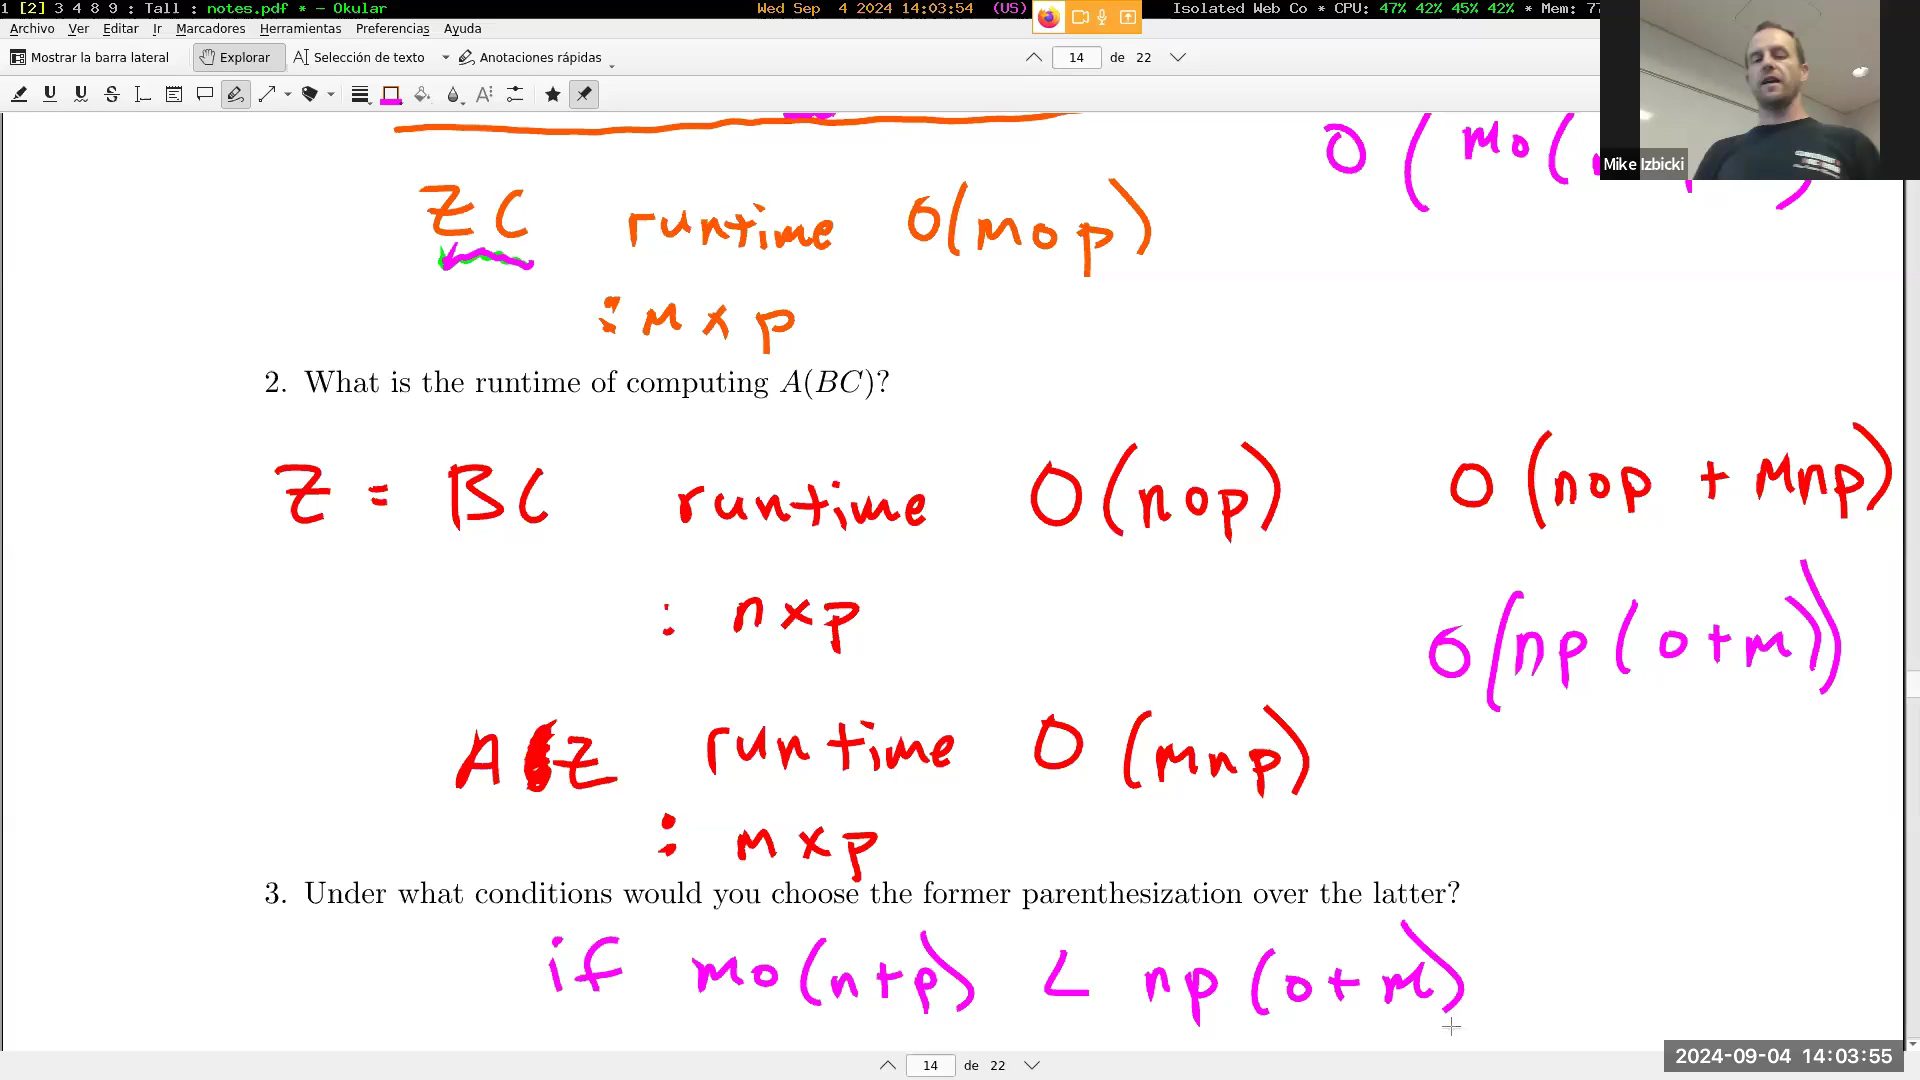 1 [2] 3 4 8 9 : Tall : notes.pdf * - Okular Wed Sep 4 2024 14:03:54 (US) Isolated Web Co * CPU: 47% 42% 45% 42% * Mem:
Archivo Ver Editar Ir Marcadores Herramientas Preferencias Ayuda
Mostrar la barra lateral Explorar Selección de texto Anotaciones rápidas 14 de 22
Mike Izbicki
O ( mo (
ZC runtime O(mop)
: m x p
2. What is the runtime of computing A(BC)?
Z = BC runtime O(nop) O(nop + mnp)
: n x p
O(np(o+m))
A Z runtime O(mnp)
: m x p
3. Under what conditions would you choose the former parenthesization over the latter?
if mo(n+p) < np(o+m)
14 de 22
2024-09-04 14:03:55